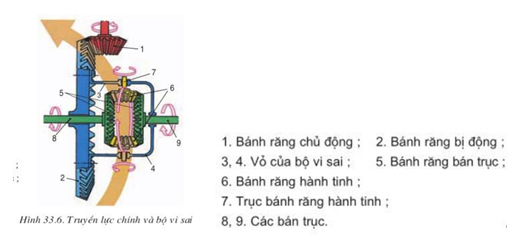 1
7
5
6
3
8
9
4
2
;
;
Hình 33.6. Truyền lực chính và bộ vi sai
1. Bánh răng chủ động ; 2. Bánh răng bị động ;
3, 4. Vỏ của bộ vi sai ; 5. Bánh răng bán trục ;
6. Bánh răng hành tinh ;
7. Trục bánh răng hành tinh ;
8, 9. Các bán trục.